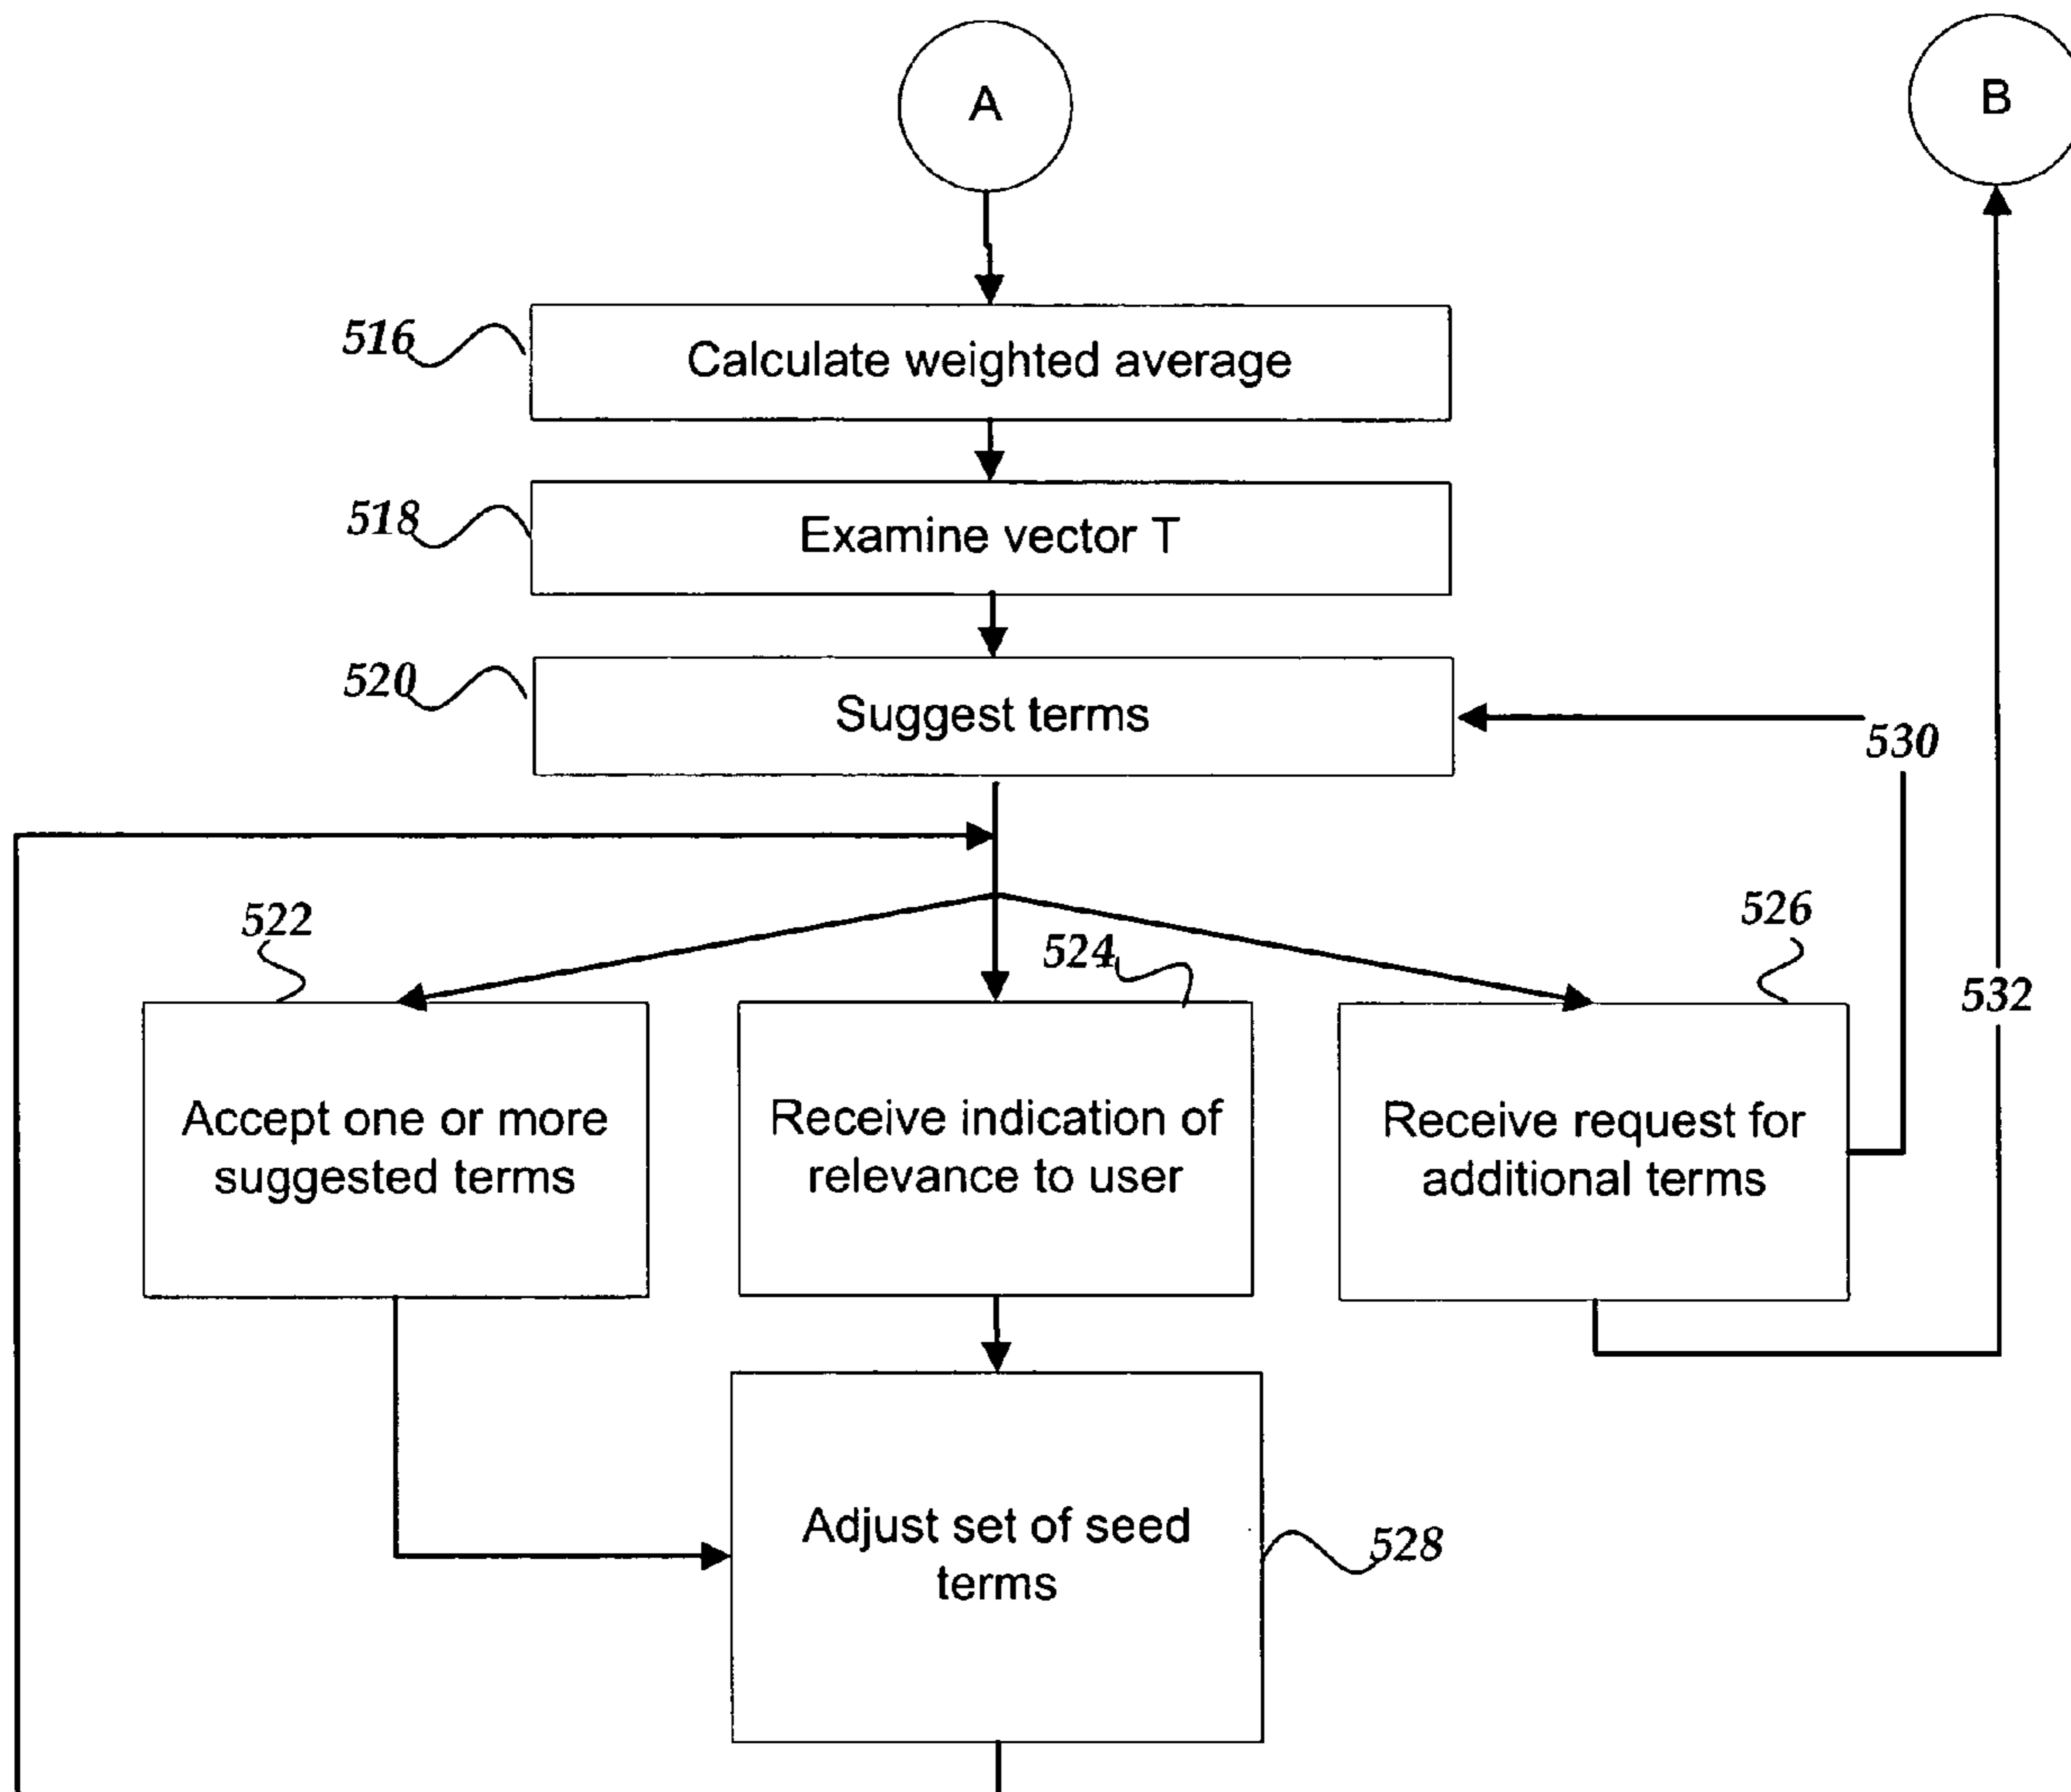 A
B
516
Calculate weighted average
518
Examine vector T
520
Suggest terms
530
522
524
526
532
Accept one or more
suggested terms
Receive indication of
relevance to user
Receive request for
additional terms
Adjust set of seed
terms
528